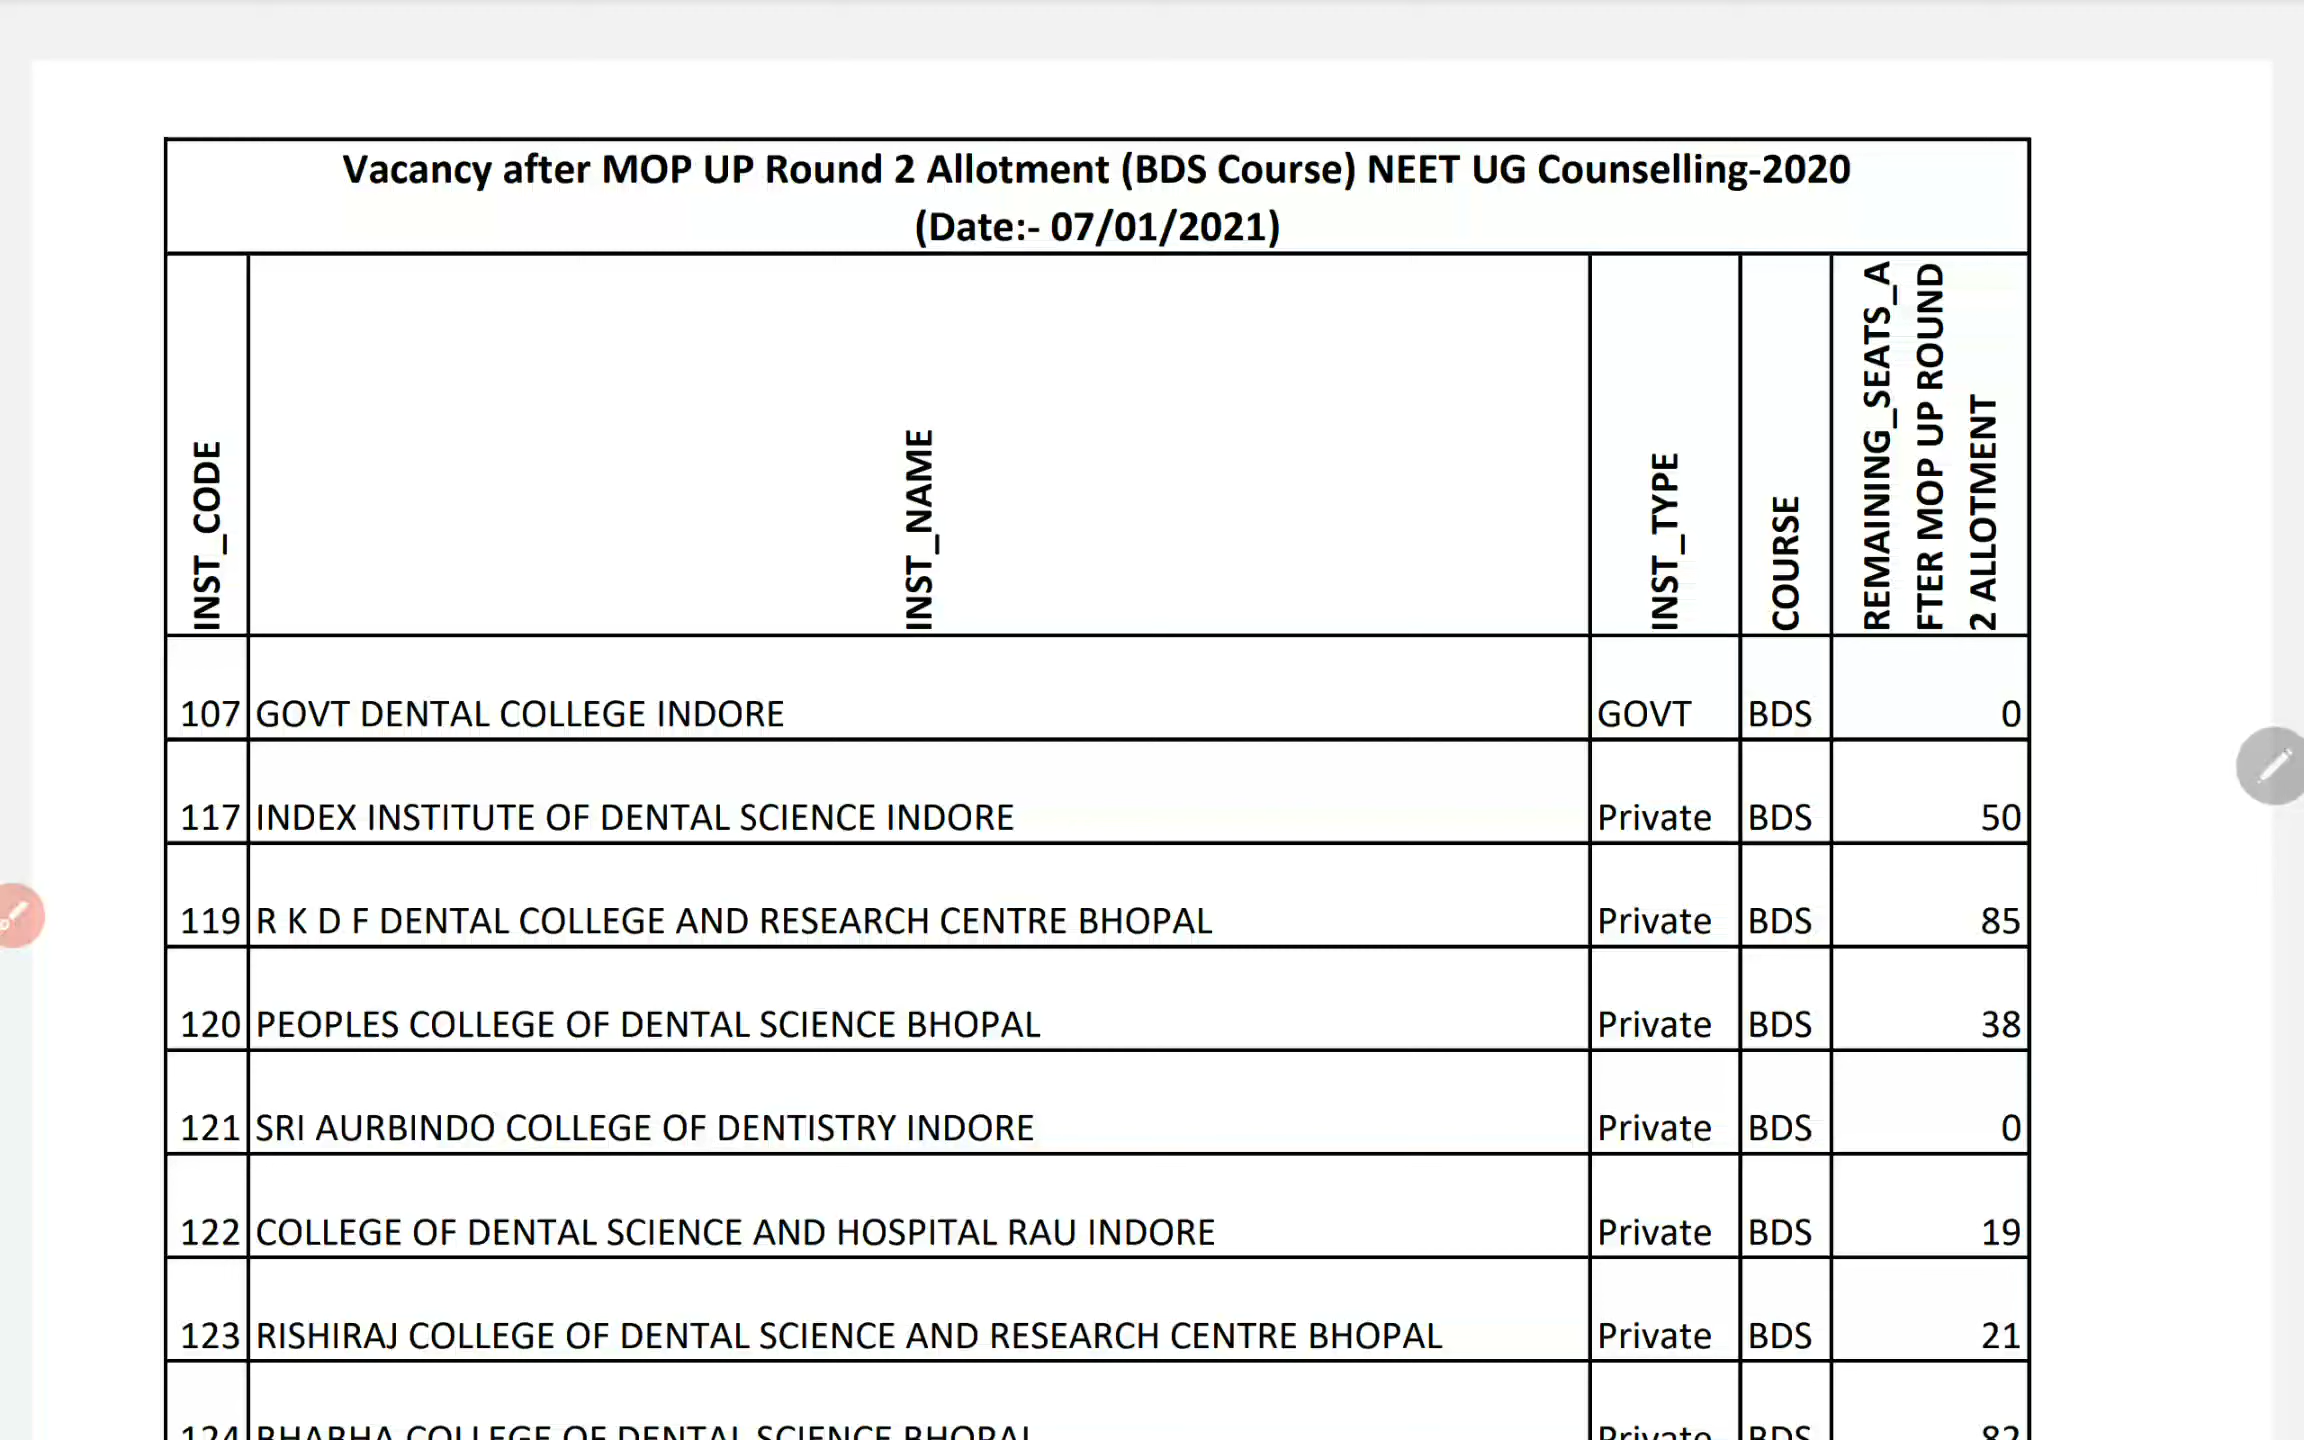 Vacancy after MOP UP Round 2 Allotment (BDS Course) NEET UG Counselling-2020
(Date:- 07/01/2021)
INST_CODE INST_NAME INST_TYPE COURSE REMAINING_SEATS_A
FTER MOP UP ROUND
2 ALLOTMENT
107 GOVT DENTAL COLLEGE INDORE GOVT BDS 0
117 INDEX INSTITUTE OF DENTAL SCIENCE INDORE Private BDS 50
119 R K D F DENTAL COLLEGE AND RESEARCH CENTRE BHOPAL Private BDS 85
120 PEOPLES COLLEGE OF DENTAL SCIENCE BHOPAL Private BDS 38
121 SRI AURBINDO COLLEGE OF DENTISTRY INDORE Private BDS 0
122 COLLEGE OF DENTAL SCIENCE AND HOSPITAL RAU INDORE Private BDS 19
123 RISHIRAJ COLLEGE OF DENTAL SCIENCE AND RESEARCH CENTRE BHOPAL Private BDS 21
124 BHABHA COLLEGE OF DENTAL SCIENCE BHOPAL Private BDS 82